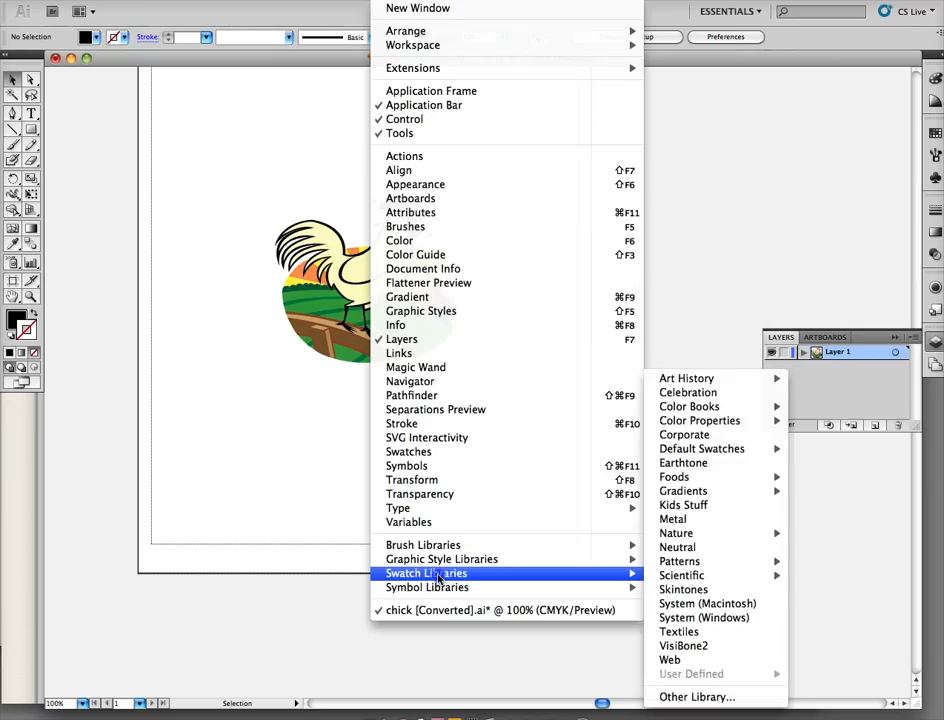 New Window
Ai
Br
ESSENTIALS
CS Live
No Selection
Stroke:
Basic
Preferences
Arrange
Workspace
Extensions
Application Frame
✓ Application Bar
✓ Control
✓ Tools
Actions
Align ⇧F7
Appearance ⇧F6
Artboards
Attributes ⌘F11
Brushes F5
Color F6
Color Guide ⇧F3
Document Info
Flattener Preview
Gradient ⌘F9
Graphic Styles ⇧F5
Info ⌘F8
✓ Layers F7
Links
Magic Wand
Navigator
Pathfinder ⇧⌘F9
Separations Preview
Stroke ⌘F10
SVG Interactivity
Swatches
Symbols ⇧⌘F11
Transform ⇧F8
Transparency ⇧⌘F10
Type
Variables
Brush Libraries
Graphic Style Libraries
Swatch Libraries
Symbol Libraries
✓ chick [Converted].ai* @ 100% (CMYK/Preview)
LAYERS ARTBOARDS
Layer 1
Art History
Celebration
Color Books
Color Properties
Corporate
Default Swatches
Earthtone
Foods
Gradients
Kids Stuff
Metal
Nature
Neutral
Patterns
Scientific
Skintones
System (Macintosh)
System (Windows)
Textiles
VisiBone2
Web
User Defined
Other Library...
100%
1
Selection